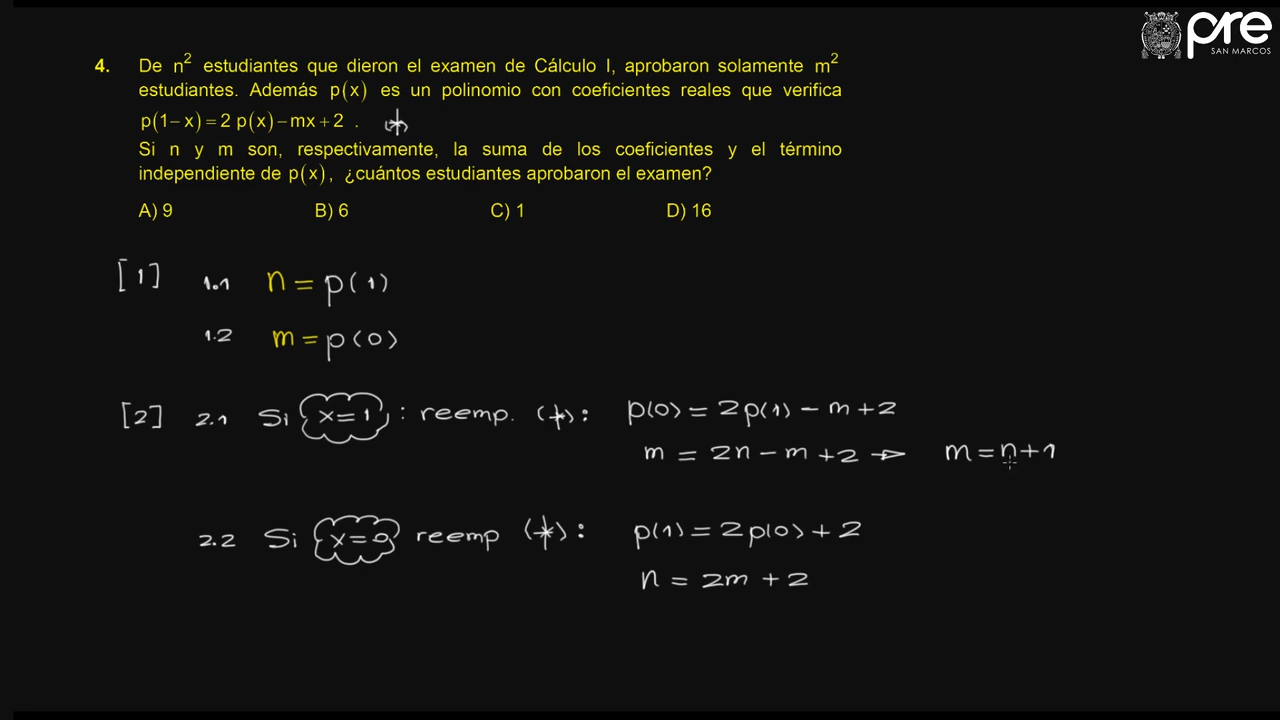 pre
SAN MARCOS
4. De n² estudiantes que dieron el examen de Cálculo I, aprobaron solamente m²
estudiantes. Además p(x) es un polinomio con coeficientes reales que verifica
p(1−x)=2 p(x)−mx+2 . (*)
Si n y m son, respectivamente, la suma de los coeficientes y el término
independiente de p(x), ¿cuántos estudiantes aprobaron el examen?
A) 9 B) 6 C) 1 D) 16
[1] 1.1 n = p(1)
1.2 m = p(0)
[2] 2.1 Si x=1 : reemp. (*): p(0) = 2p(1) − m + 2
m = 2n − m + 2 → m = n + 1
2.2 Si x=0 reemp (*): p(1) = 2p(0) + 2
n = 2m + 2